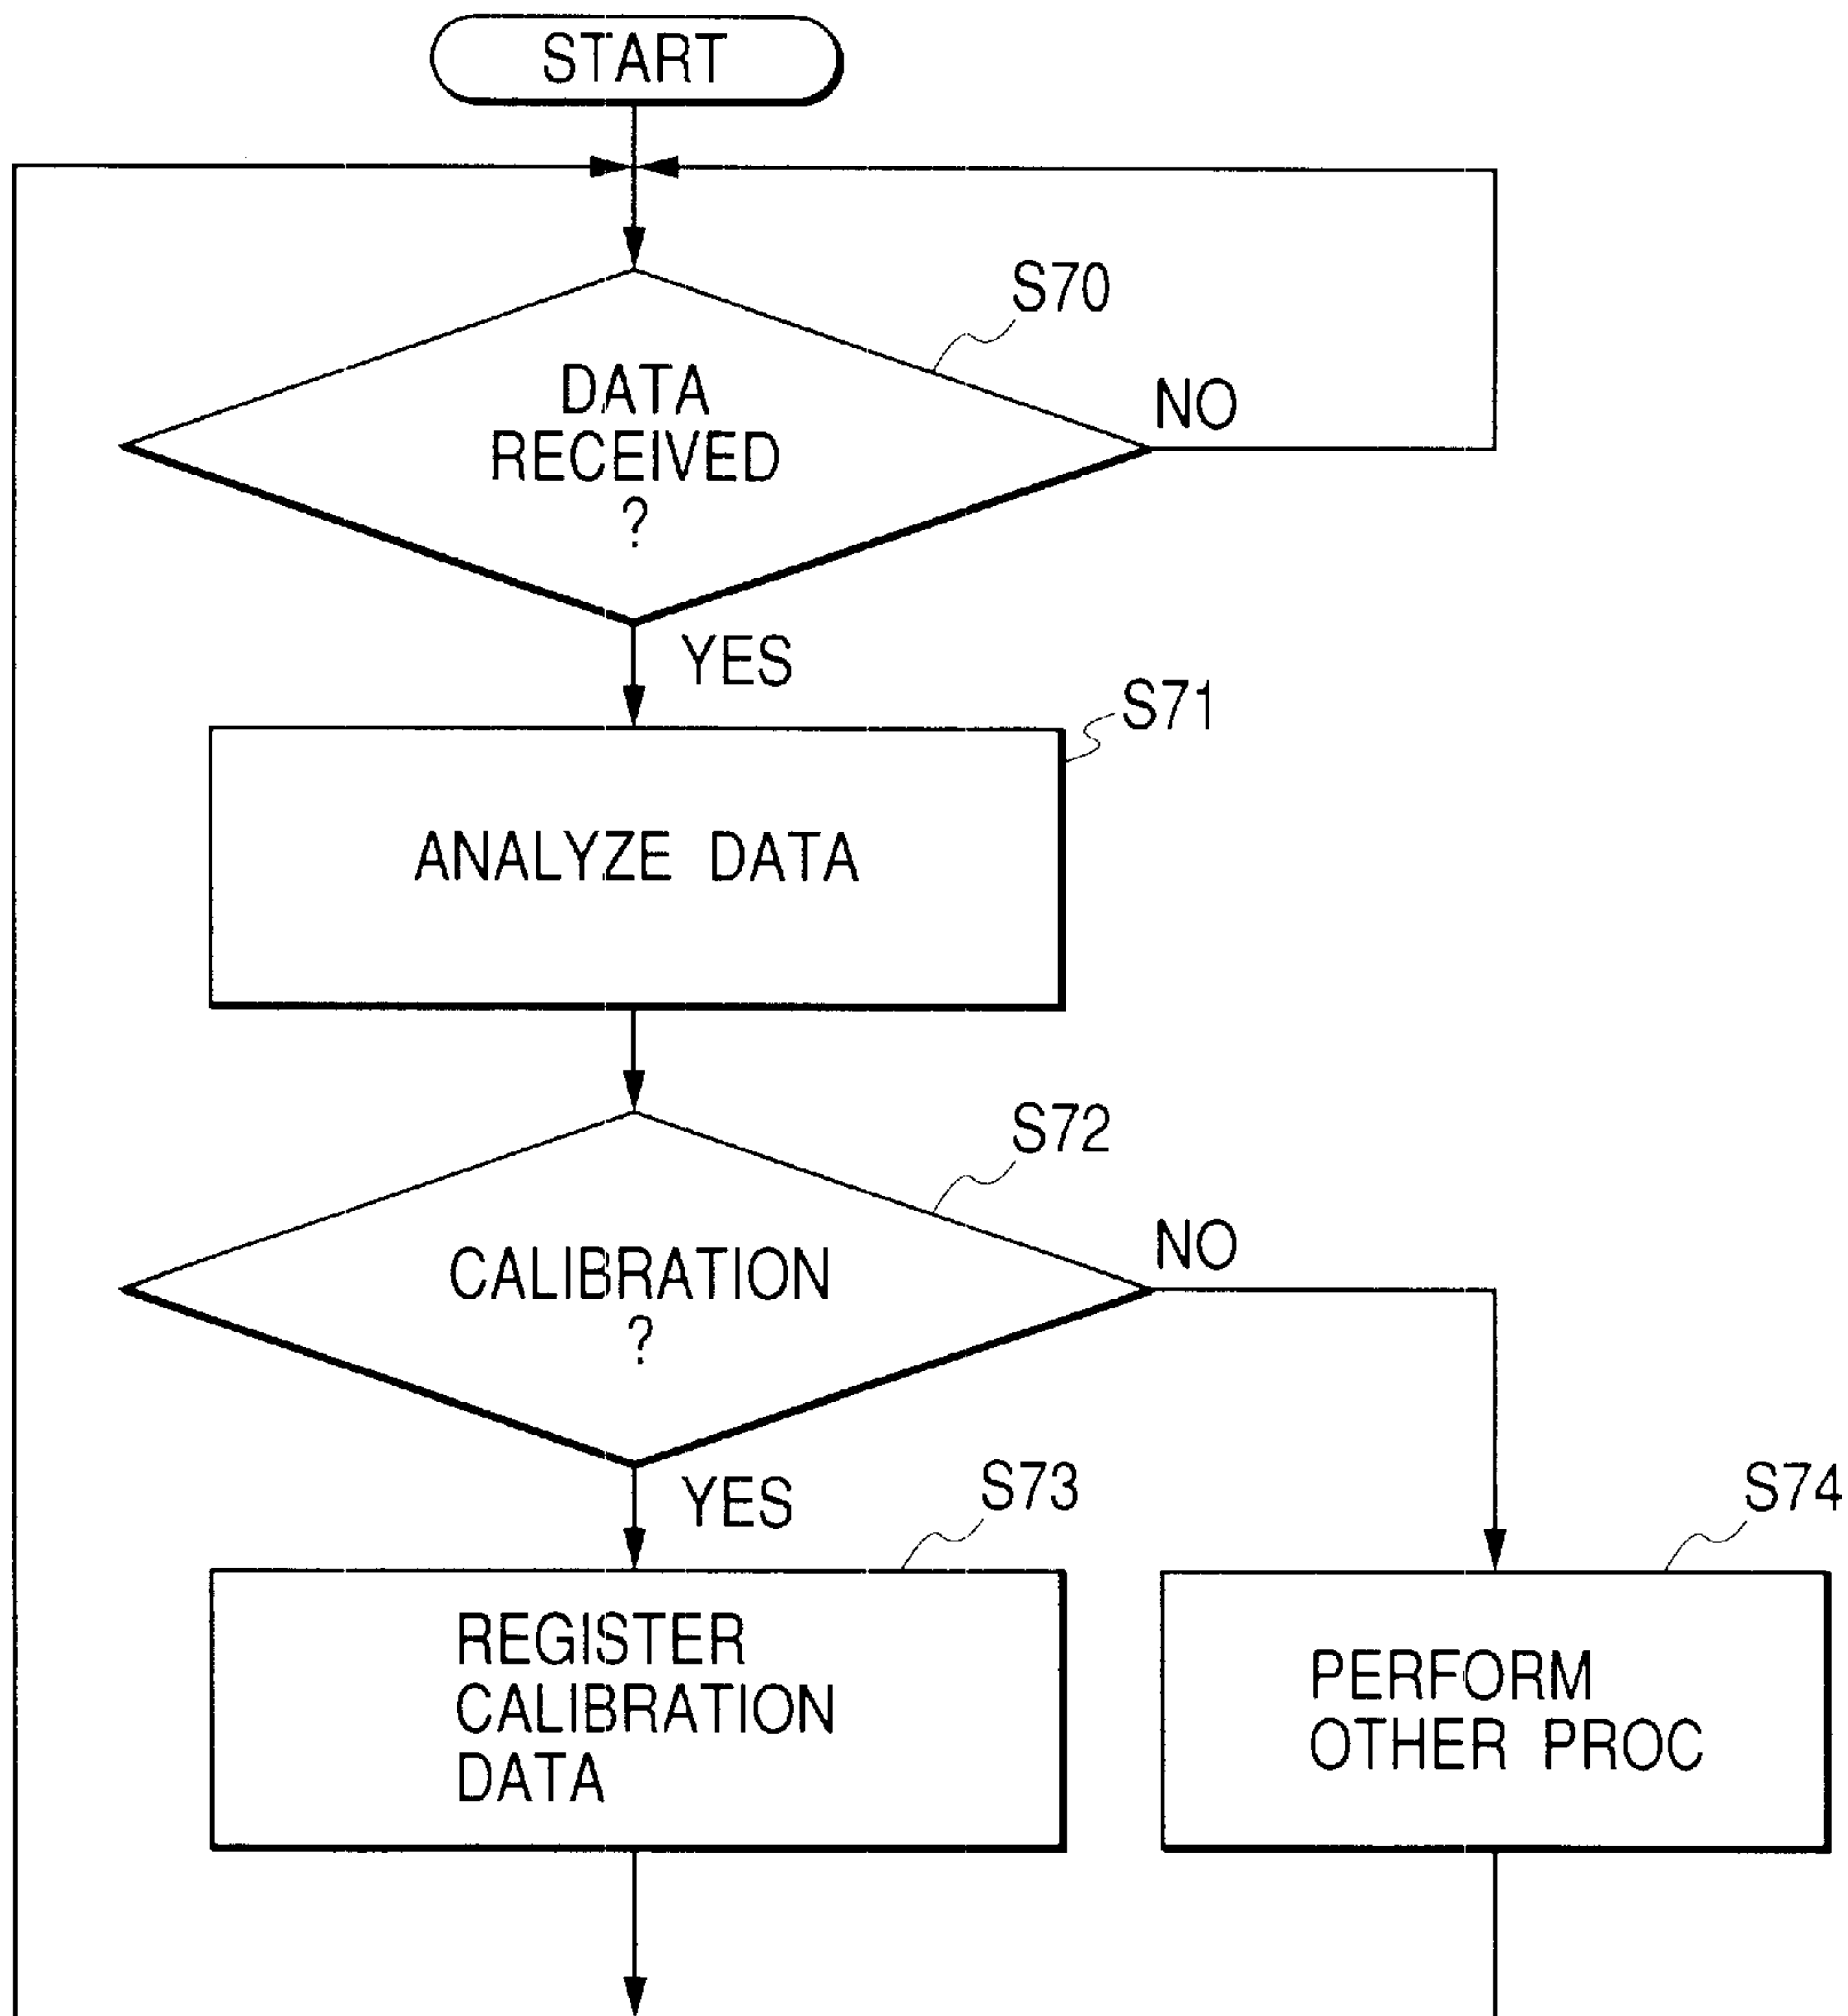 START
S70
DATA
RECEIVED
?
NO
YES
S71
ANALYZE DATA
S72
CALIBRATION
?
NO
YES
S73
S74
REGISTER
CALIBRATION
DATA
PERFORM
OTHER PROC